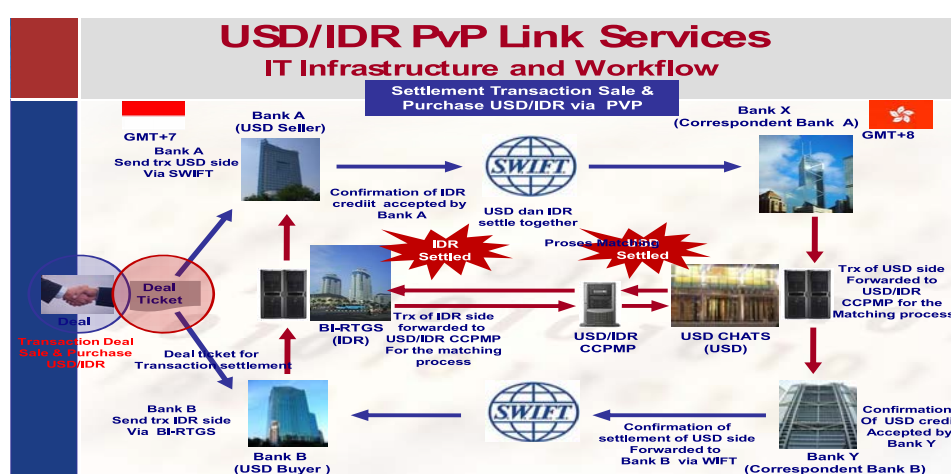 USD/IDR PvP Link Services
IT Infrastructure and Workflow
Settlement Transaction Sale &
Purchase USD/IDR via PVP
GMT+7
Bank A
(USD Seller)
Bank X
(Correspondent Bank A)
GMT+8
Bank A
Send trx USD side
Via SWIFT
Confirmation of IDR
crediit accepted by
Bank A
SWIFT
USD dan IDR
settle together
IDR
Settled
Proses Matching
Settled
Deal
Deal
Ticket
Transaction Deal
Sale & Purchase
USD/IDR
Deal ticket for
Transaction settlement
BI-RTGS
(IDR)
Trx of IDR side
forwarded to
USD/IDR CCPMP
For the matching
process
USD/IDR
CCPMP
USD CHATS
(USD)
Trx of USD side
Forwarded to
USD/IDR
CCPMP for the
Matching process
Bank B
Send trx IDR side
Via BI-RTGS
Bank B
(USD Buyer )
SWIFT
Confirmation of
settlement of USD side
Forwarded to
Bank B via WIFT
Bank Y
(Correspondent Bank B)
Confirmation
Of USD credi
Accepted by
Bank Y